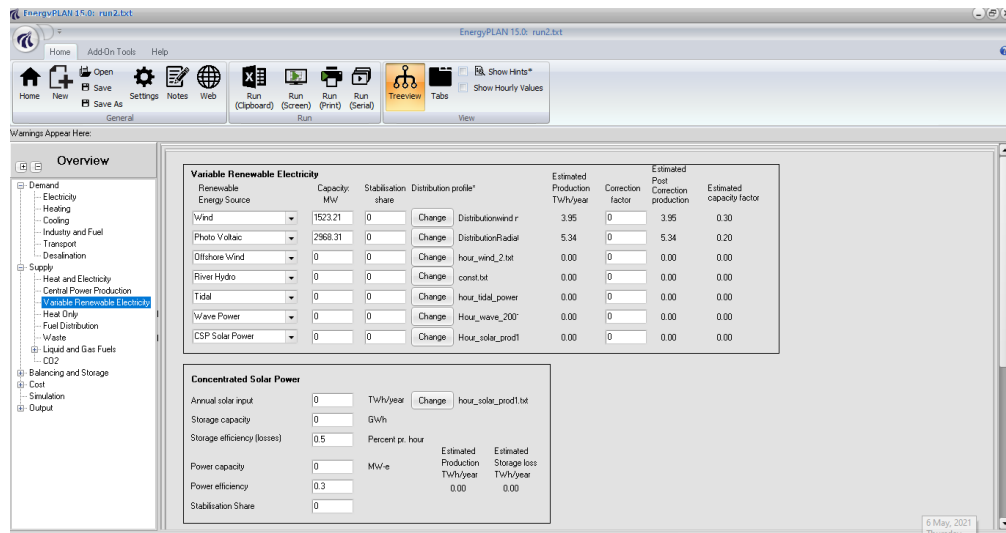 EnergyPLAN 15.0: run2.txt
EnergyPLAN 15.0: run2.txt
Home Add-On Tools Help
Home New Open Save Save As Settings Notes Web Run (Clipboard) Run (Screen) Run (Print) Run (Serial) Treeview Tabs Show Hints* Show Hourly Values
General Run View
Warnings Appear Here:
Overview
Demand
Electricity
Heating
Cooling
Industry and Fuel
Transport
Desalination
Supply
Heat and Electricity
Central Power Production
Variable Renewable Electricity
Heat Only
Fuel Distribution
Waste
Liquid and Gas Fuels
CO2
Balancing and Storage
Cost
Simulation
Output
Variable Renewable Electricity
Renewable Energy Source Capacity: MW Stabilisation share Distribution profile* Estimated Production TWh/year Correction factor Estimated Post Correction production Estimated capacity factor
Wind 1523.21 0 Change Distributionwind r 3.95 0 3.95 0.30
Photo Voltaic 2968.31 0 Change DistributionRadial 5.34 0 5.34 0.20
Offshore Wind 0 0 Change hour_wind_2.txt 0.00 0 0.00 0.00
River Hydro 0 0 Change const.txt 0.00 0 0.00 0.00
Tidal 0 0 Change hour_tidal_power 0.00 0 0.00 0.00
Wave Power 0 0 Change Hour_wave_200 0.00 0 0.00 0.00
CSP Solar Power 0 0 Change Hour_solar_prod1 0.00 0 0.00 0.00
Concentrated Solar Power
Annual solar input 0 TWh/year Change hour_solar_prod1.txt
Storage capacity 0 GWh
Storage efficiency (losses) 0.5 Percent pr. hour
Estimated Production TWh/year Estimated Storage loss TWh/year
Power capacity 0 MW-e
Power efficiency 0.3 0.00 0.00
Stabilisation Share 0
6 May, 2021
Thursday